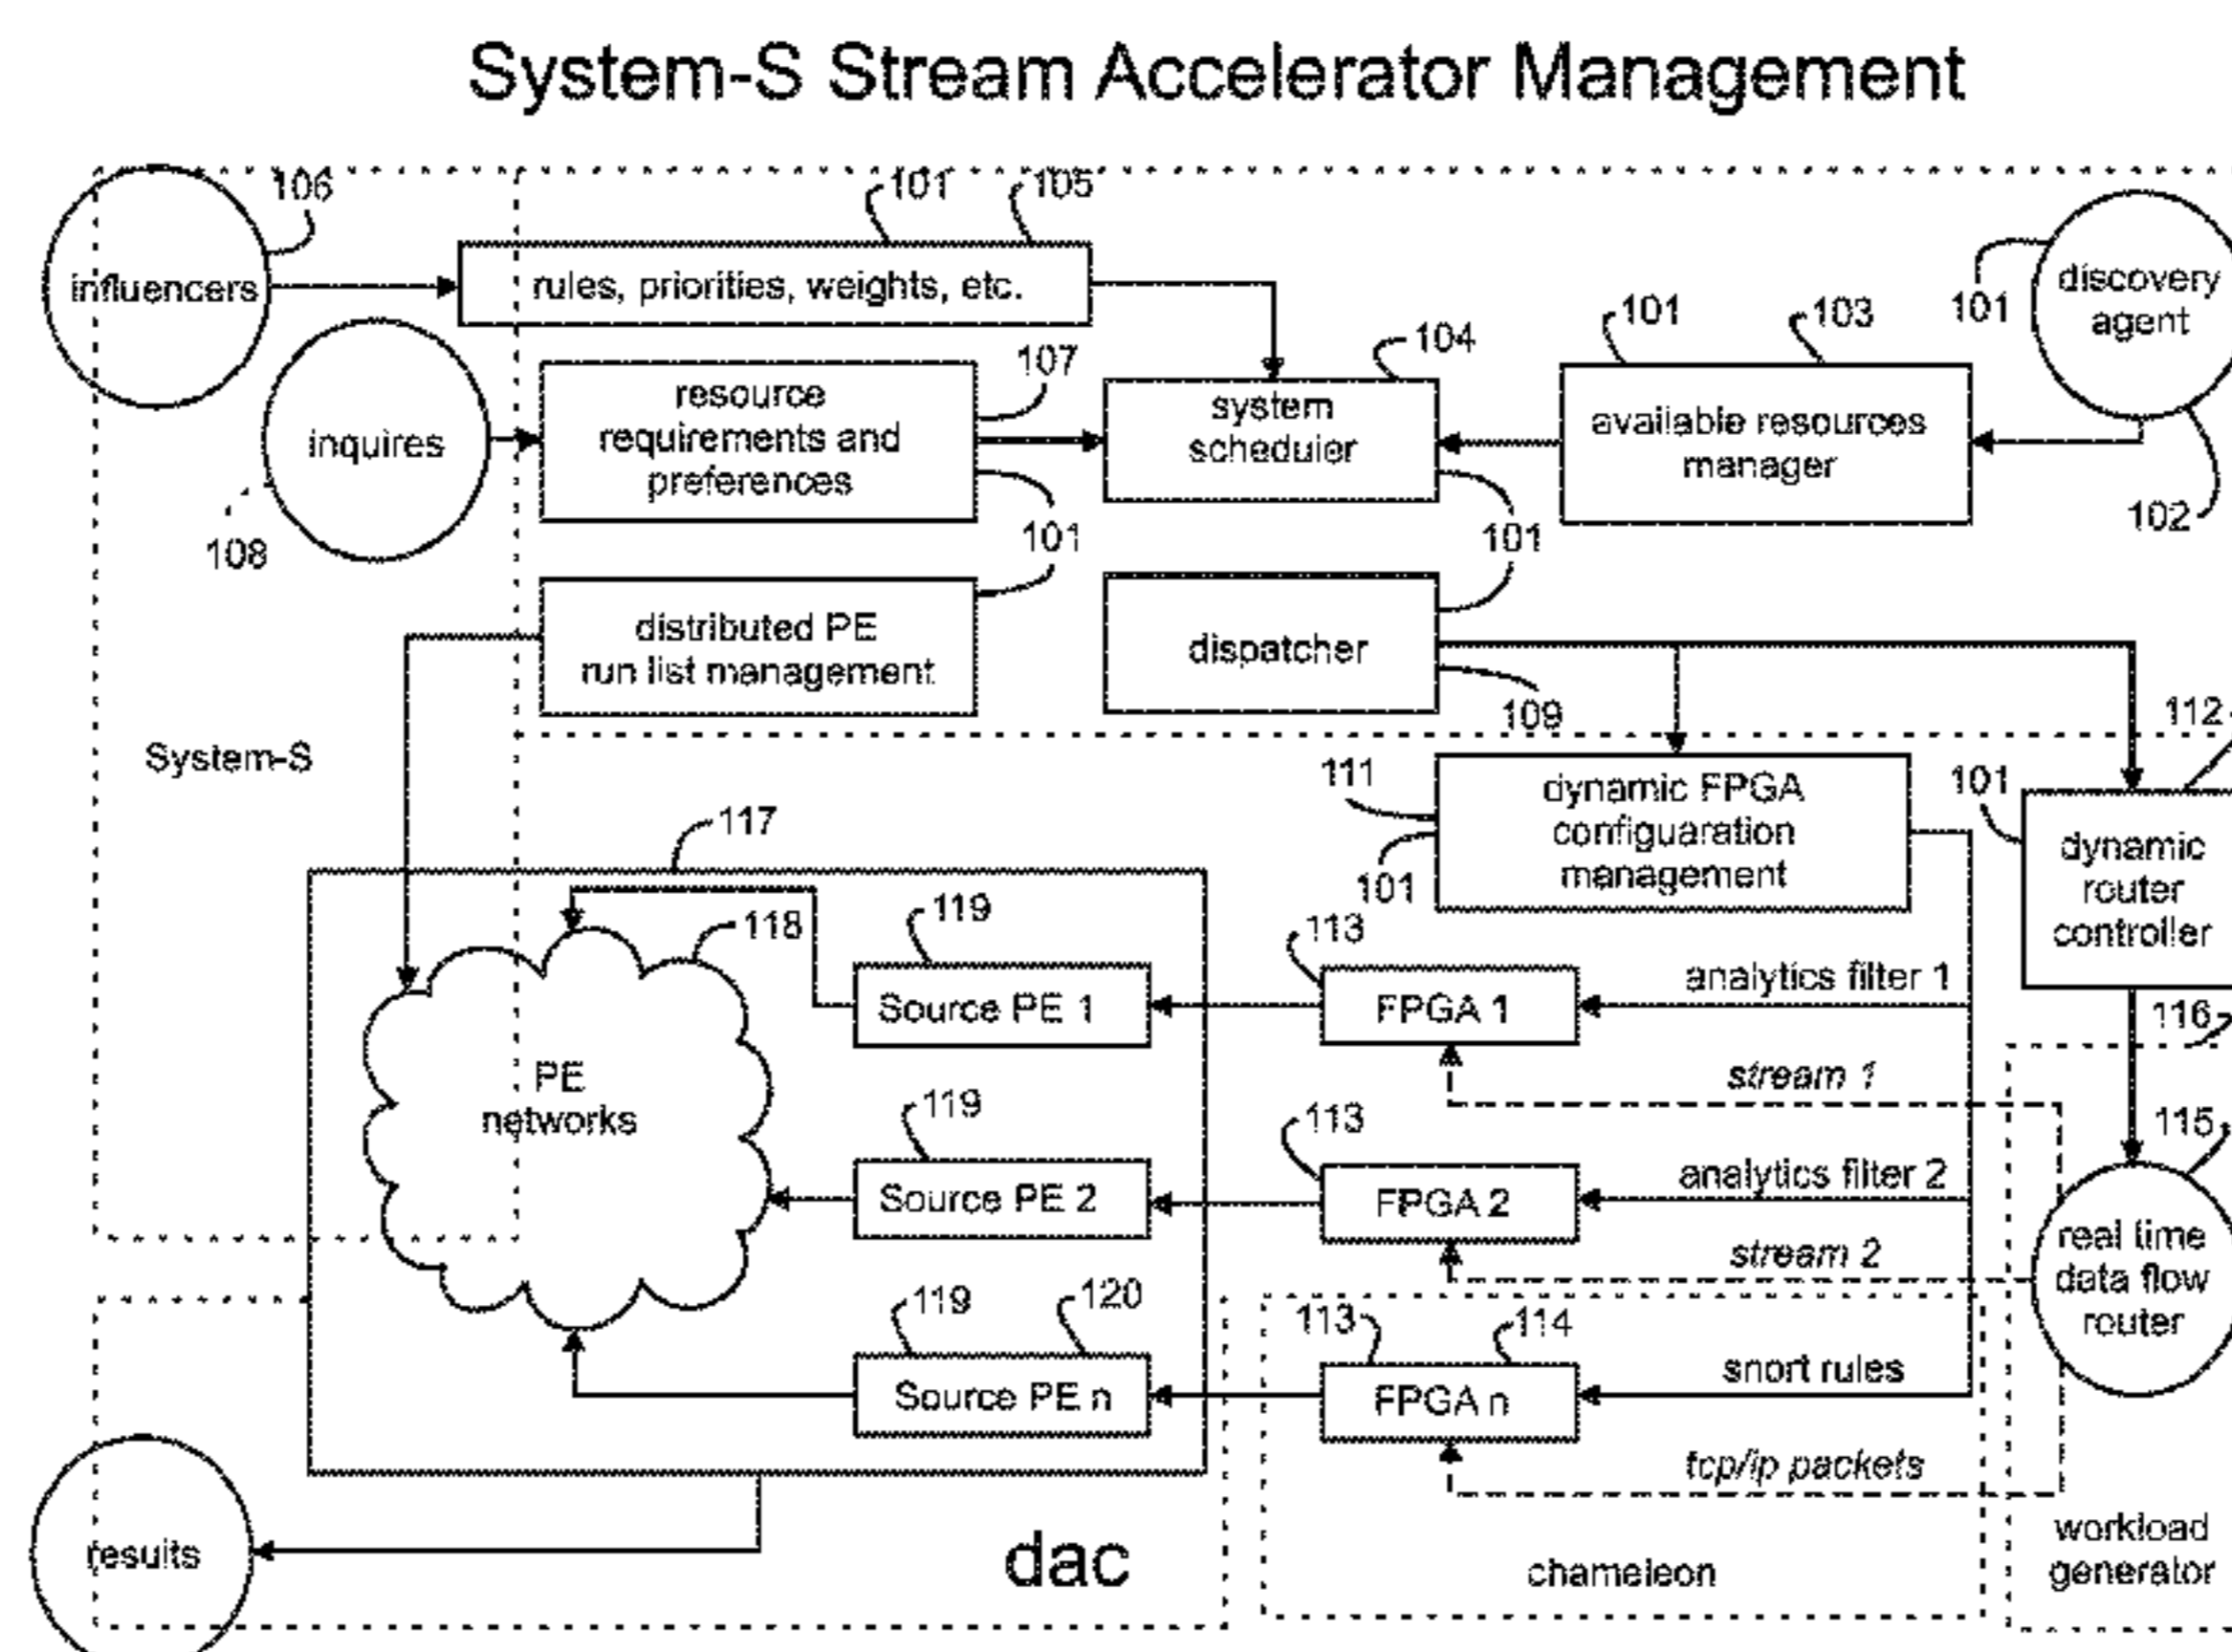 System-S Stream Accelerator Management
106
101
105
influencers
rules, priorities, weights, etc.
101
discovery
agent
101
103
104
107
resource
requirements and
preferences
inquires
system
scheduler
available resources
manager
102
108
101
101
distributed PE
run list management
dispatcher
109
112
System-S
111
101
dynamic FPGA
configuaration
management
101
dynamic
router
controller
117
118
119
113
Source PE 1
FPGA 1
analytics filter 1
116
stream 1
PE
networks
119
113
115
Source PE 2
FPGA 2
analytics filter 2
stream 2
real time
data flow
router
119
120
113
114
Source PE n
FPGA n
snort rules
tcp/ip packets
results
dac
chameleon
workload
generator